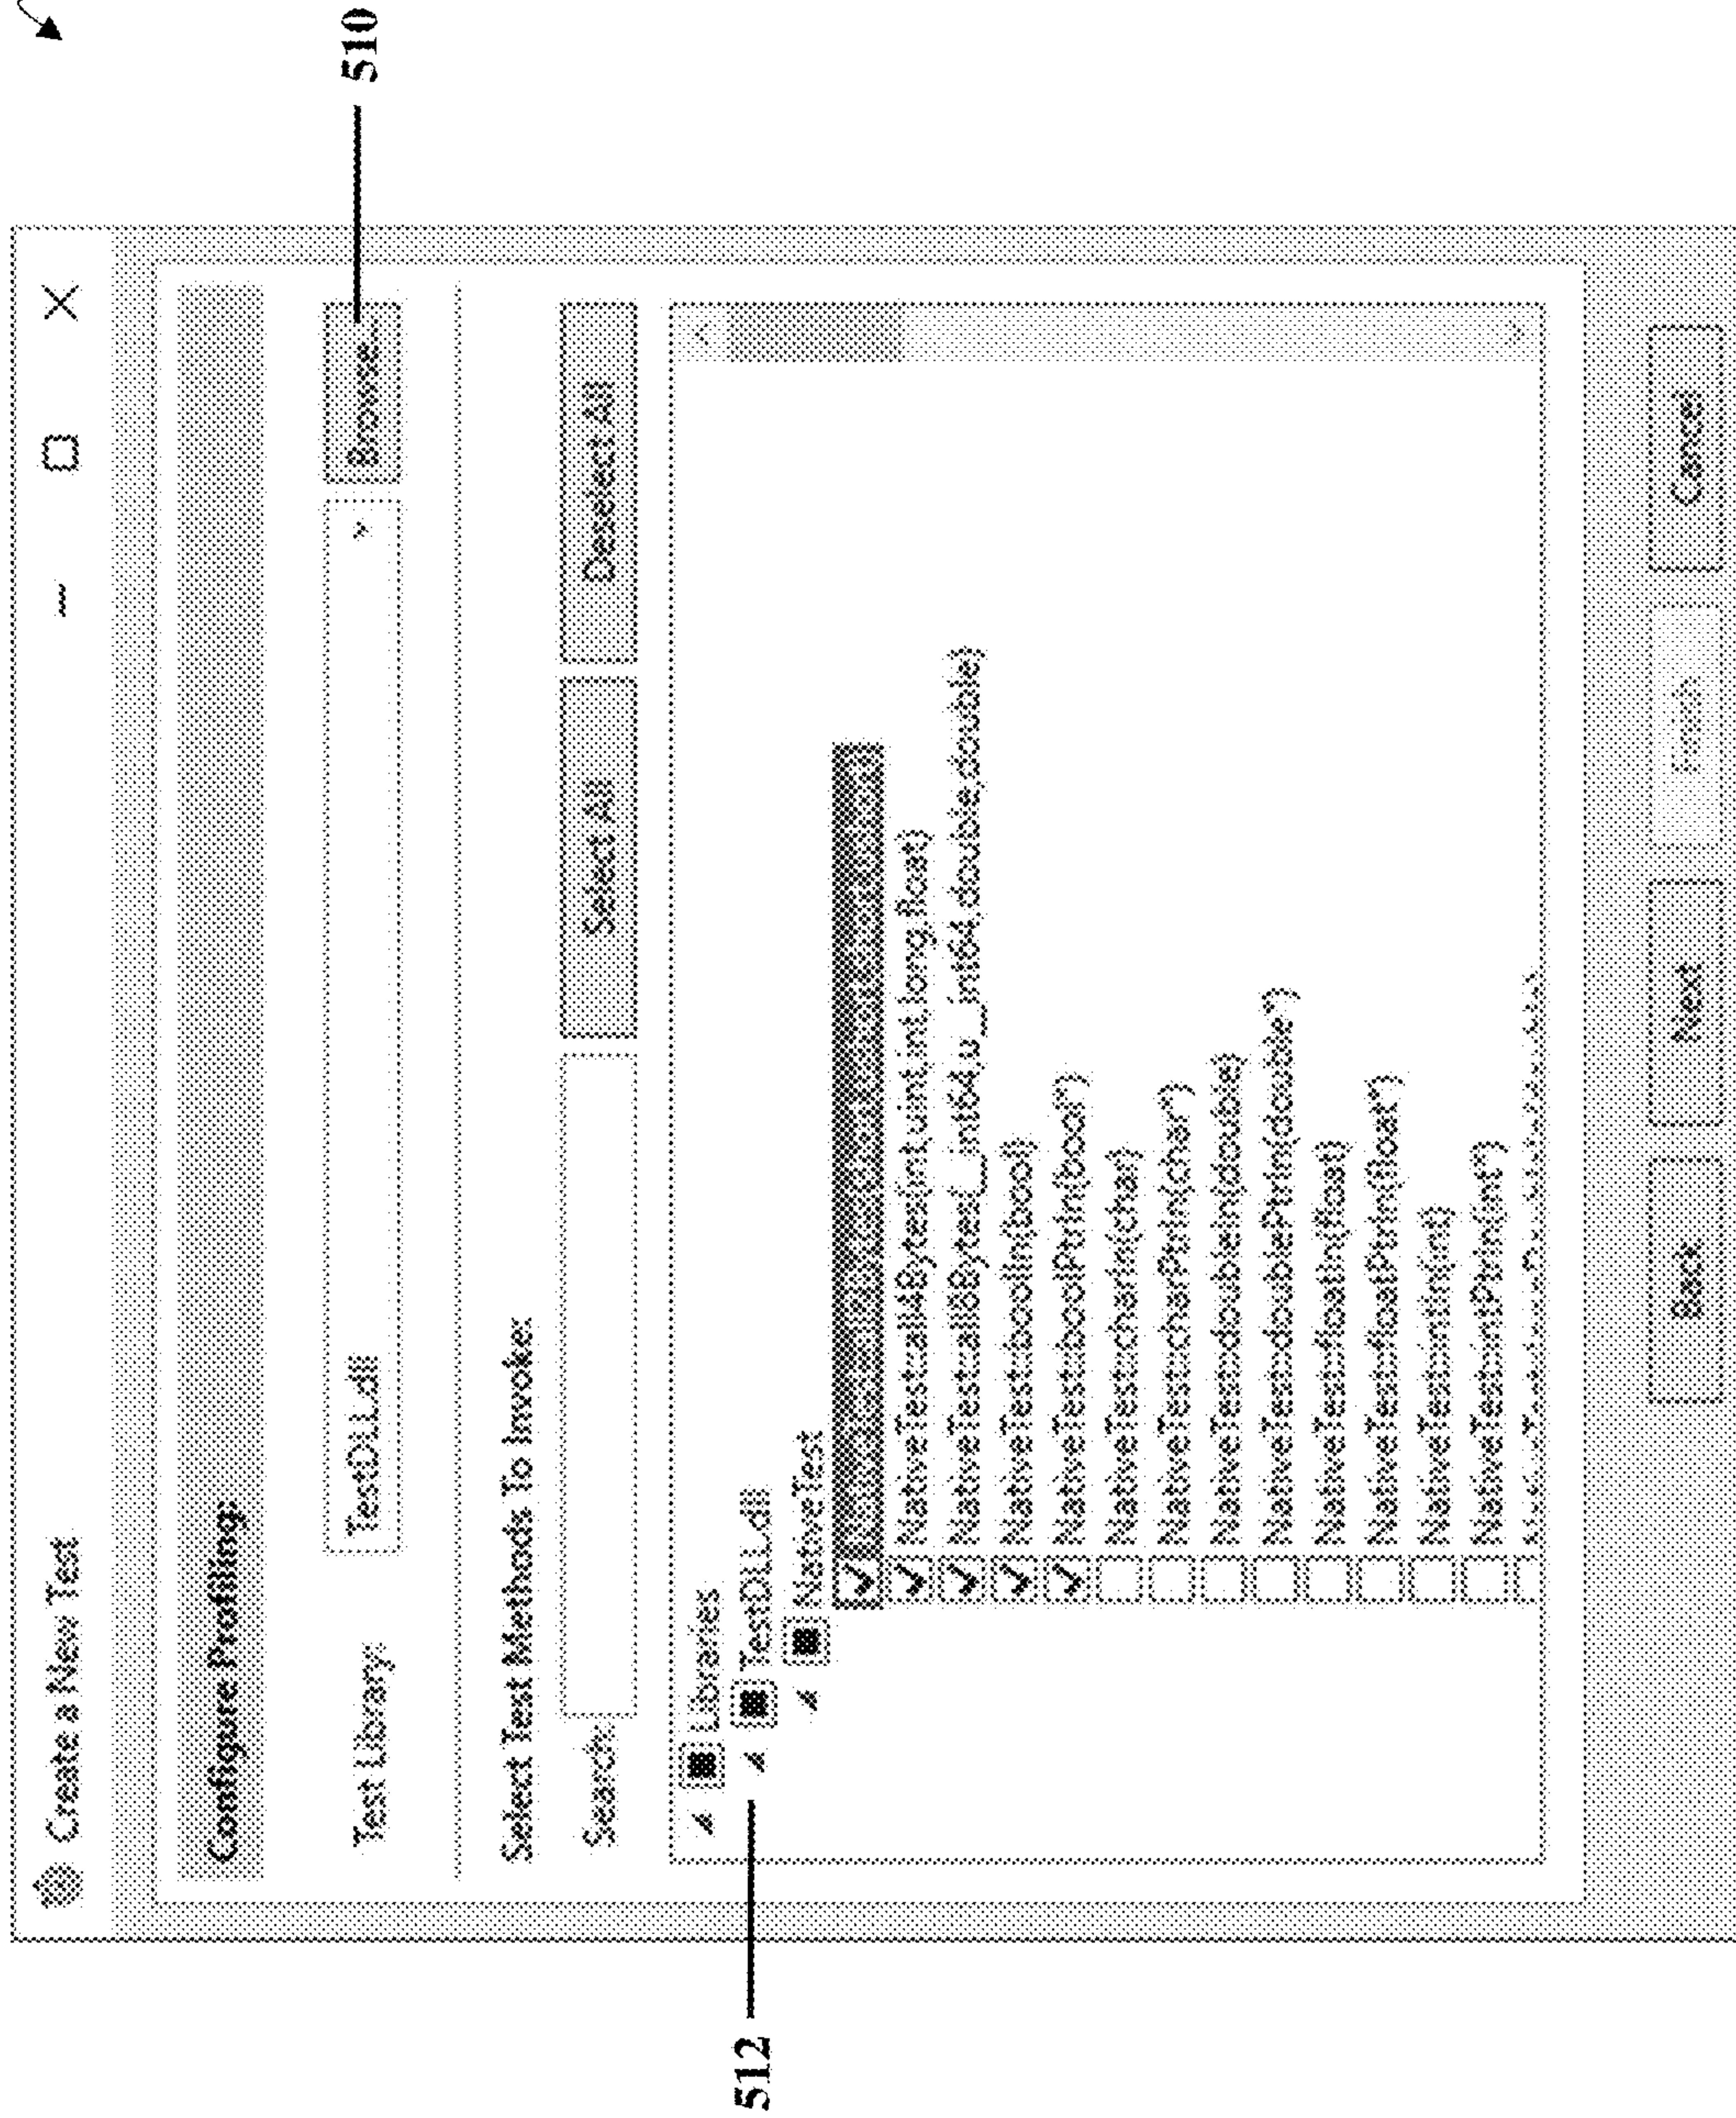 Create a New Test
Configure Profiling:
Test Library: TestDLL.dll Browse...
510
Select Test Methods To Invoke:
Search: Select All Deselect All
Libraries
512
TestDLL.dll
NativeTest
NativeTest::all4Bytes(int,uint,int,long,float)
NativeTest::all8Bytes(_int64,u_int64,double,double)
NativeTest::boolIn(bool)
NativeTest::boolPtrIn(bool*)
NativeTest::charIn(char)
NativeTest::charPtrIn(char*)
NativeTest::doubleIn(double)
NativeTest::doublePtrIn(double*)
NativeTest::floatIn(float)
NativeTest::floatPtrIn(float*)
NativeTest::intIn(int)
NativeTest::intPtrIn(int*)
Back Next Finish Cancel